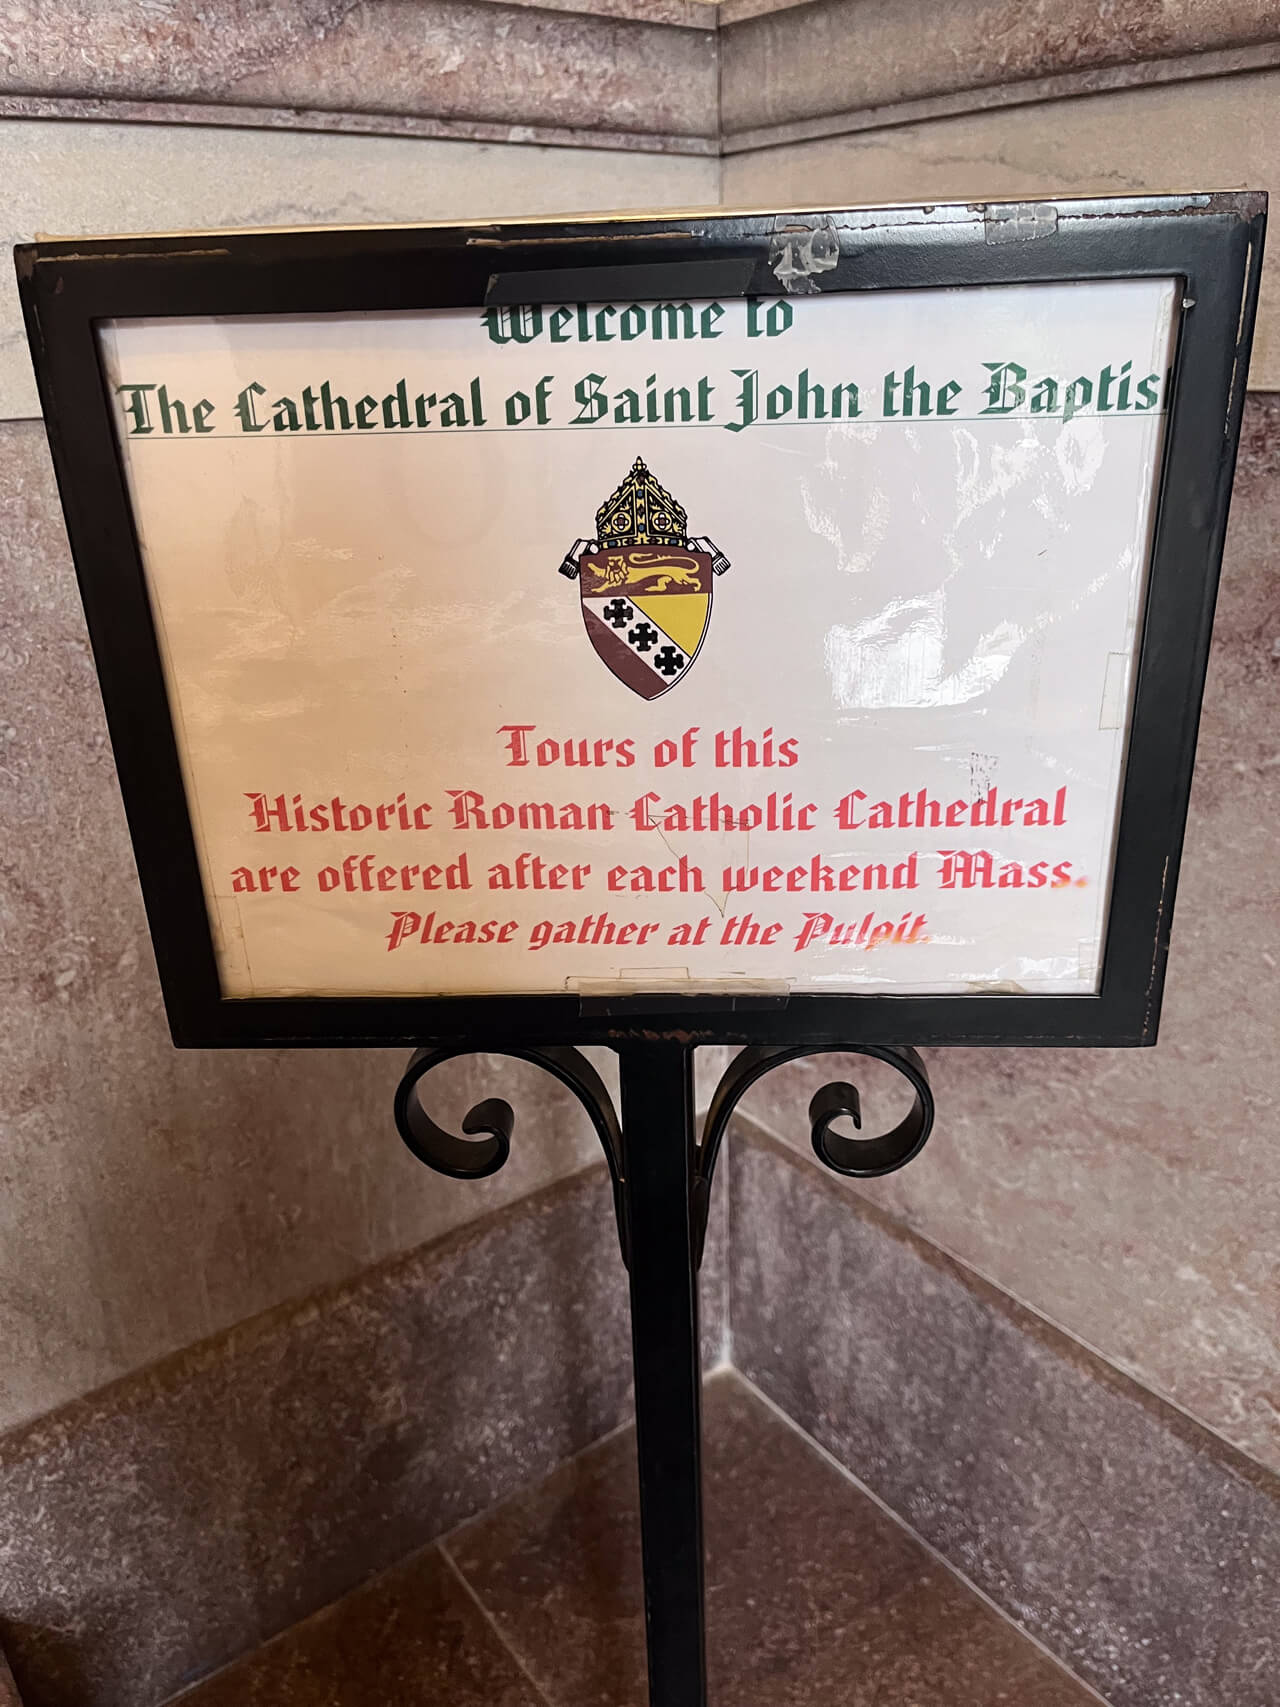 Welcome to
The Cathedral of Saint John the Baptist
Tours of this
Historic Roman Catholic Cathedral
are offered after each weekend Mass.
Please gather at the Pulpit.